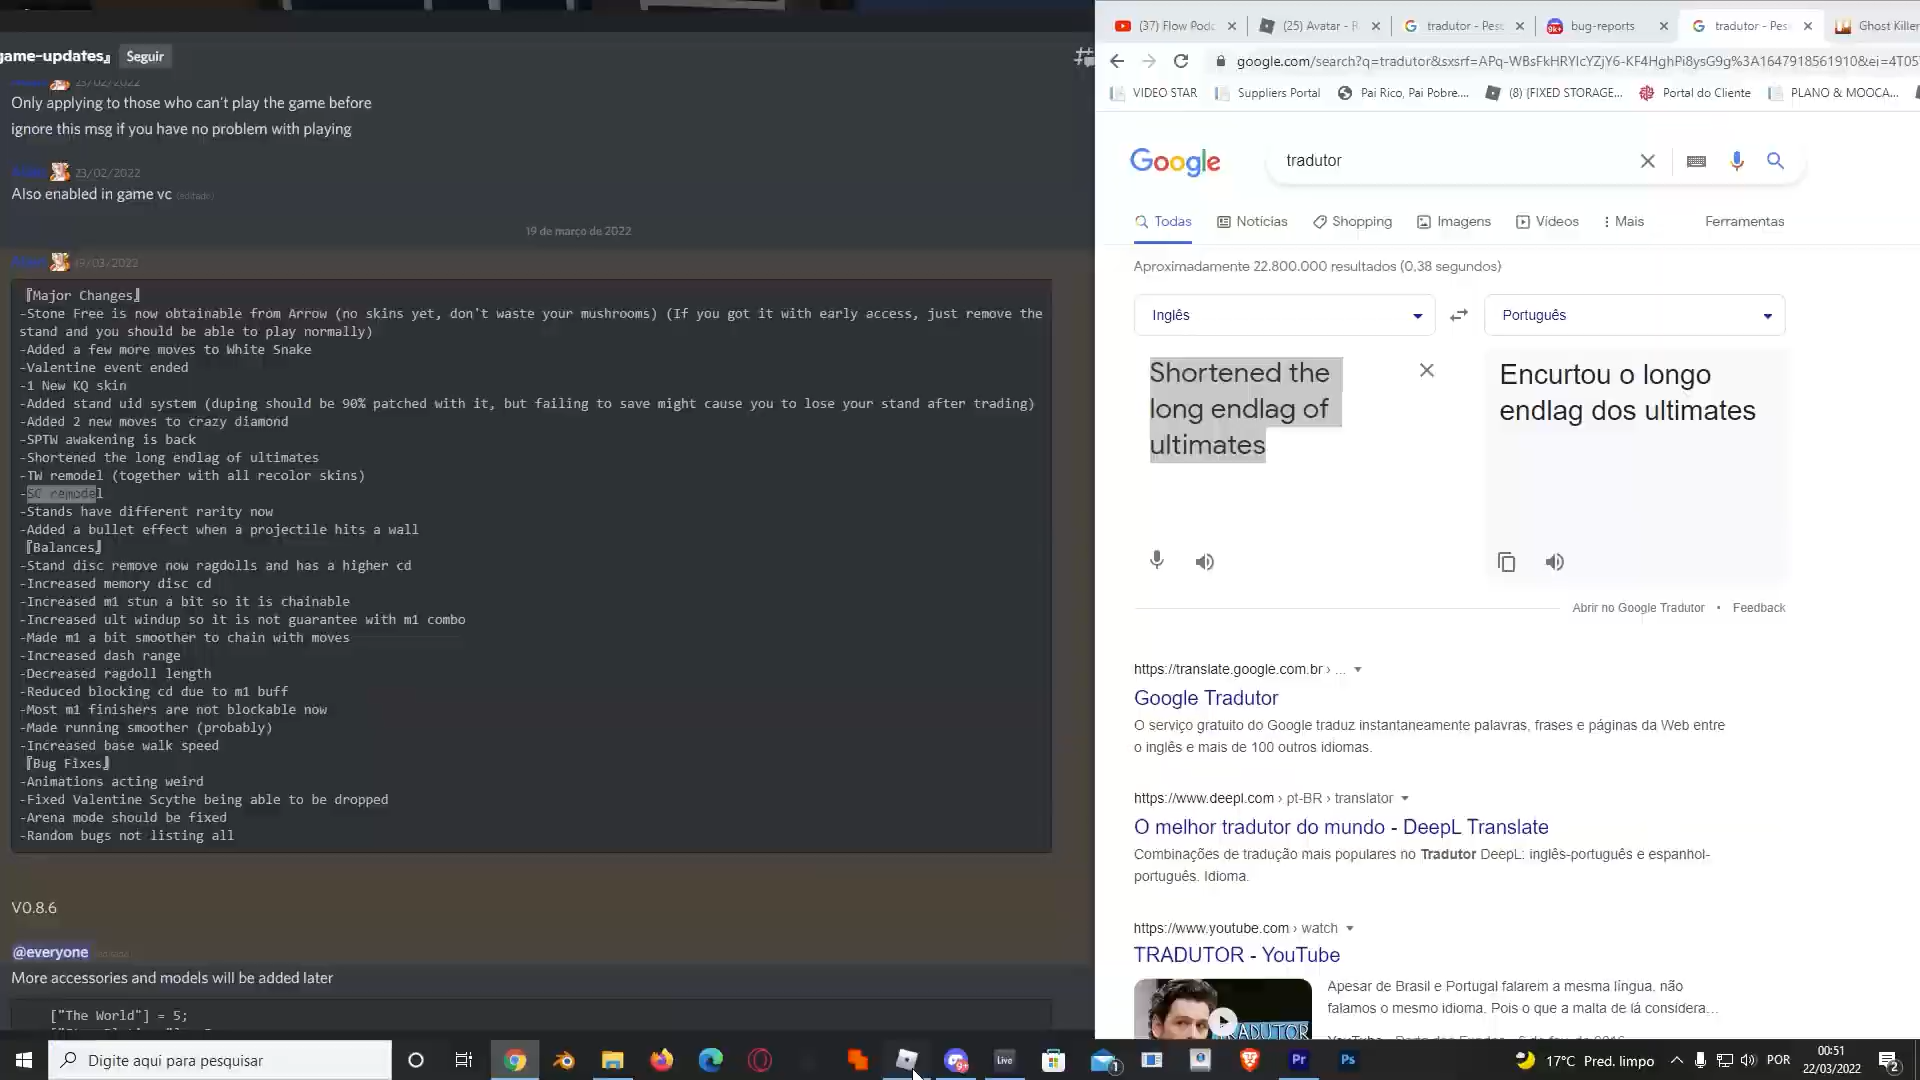 game-updates』 Seguir
23/02/2022
Only applying to those who can't play the game before
ignore this msg if you have no problem with playing
23/02/2022
Also enabled in game vc (editado)
19 de março de 2022
19/03/2022
『Major Changes』
-Stone Free is now obtainable from Arrow (no skins yet, don't waste your mushrooms) (If you got it with early access, just remove the
stand and you should be able to play normally)
-Added a few more moves to White Snake
-Valentine event ended
-1 New KQ skin
-Added stand uid system (duping should be 90% patched with it, but failing to save might cause you to lose your stand after trading)
-Added 2 new moves to crazy diamond
-SPTW awakening is back
-Shortened the long endlag of ultimates
-TW remodel (together with all recolor skins)
-SC remodel
-Stands have different rarity now
-Added a bullet effect when a projectile hits a wall
『Balances』
-Stand disc remove now ragdolls and has a higher cd
-Increased memory disc cd
-Increased m1 stun a bit so it is chainable
-Increased ult windup so it is not guarantee with m1 combo
-Made m1 a bit smoother to chain with moves
-Increased dash range
-Decreased ragdoll length
-Reduced blocking cd due to m1 buff
-Most m1 finishers are not blockable now
-Made running smoother (probably)
-Increased base walk speed
『Bug Fixes』
-Animations acting weird
-Fixed Valentine Scythe being able to be dropped
-Arena mode should be fixed
-Random bugs not listing all
V0.8.6
@everyone
More accessories and models will be added later
["The World"] = 5;
(37) Flow Podc (25) Avatar - R tradutor - Pes bug-reports tradutor - Pes Ghost Killer
google.com/search?q=tradutor&sxsrf=APq-WBsFkHRYIcYZjY6-KF4HghPi8ysG9g%3A1647918561910&ei=4T05
VIDEO STAR Suppliers Portal Pai Rico, Pai Pobre.... (8) {FIXED STORAGE... Portal do Cliente PLANO & MOOCA...
Google tradutor
Todas Notícias Shopping Imagens Vídeos Mais Ferramentas
Aproximadamente 22.800.000 resultados (0,38 segundos)
Inglês Português
Shortened the
long endlag of
ultimates
Encurtou o longo
endlag dos ultimates
Abrir no Google Tradutor • Feedback
https://translate.google.com.br › ...
Google Tradutor
O serviço gratuito do Google traduz instantaneamente palavras, frases e páginas da Web entre
o inglês e mais de 100 outros idiomas.
https://www.deepl.com › pt-BR › translator
O melhor tradutor do mundo - DeepL Translate
Combinações de tradução mais populares no Tradutor DeepL: inglês-português e espanhol-
português. Idioma.
https://www.youtube.com › watch
TRADUTOR - YouTube
Apesar de Brasil e Portugal falarem a mesma língua. não
falamos o mesmo idioma. Pois o que a malta de lá considera...
TRADUTOR
Digite aqui para pesquisar
9+ Live 1 Pr Ps
17°C Pred. limpo POR 00:51
22/03/2022 2